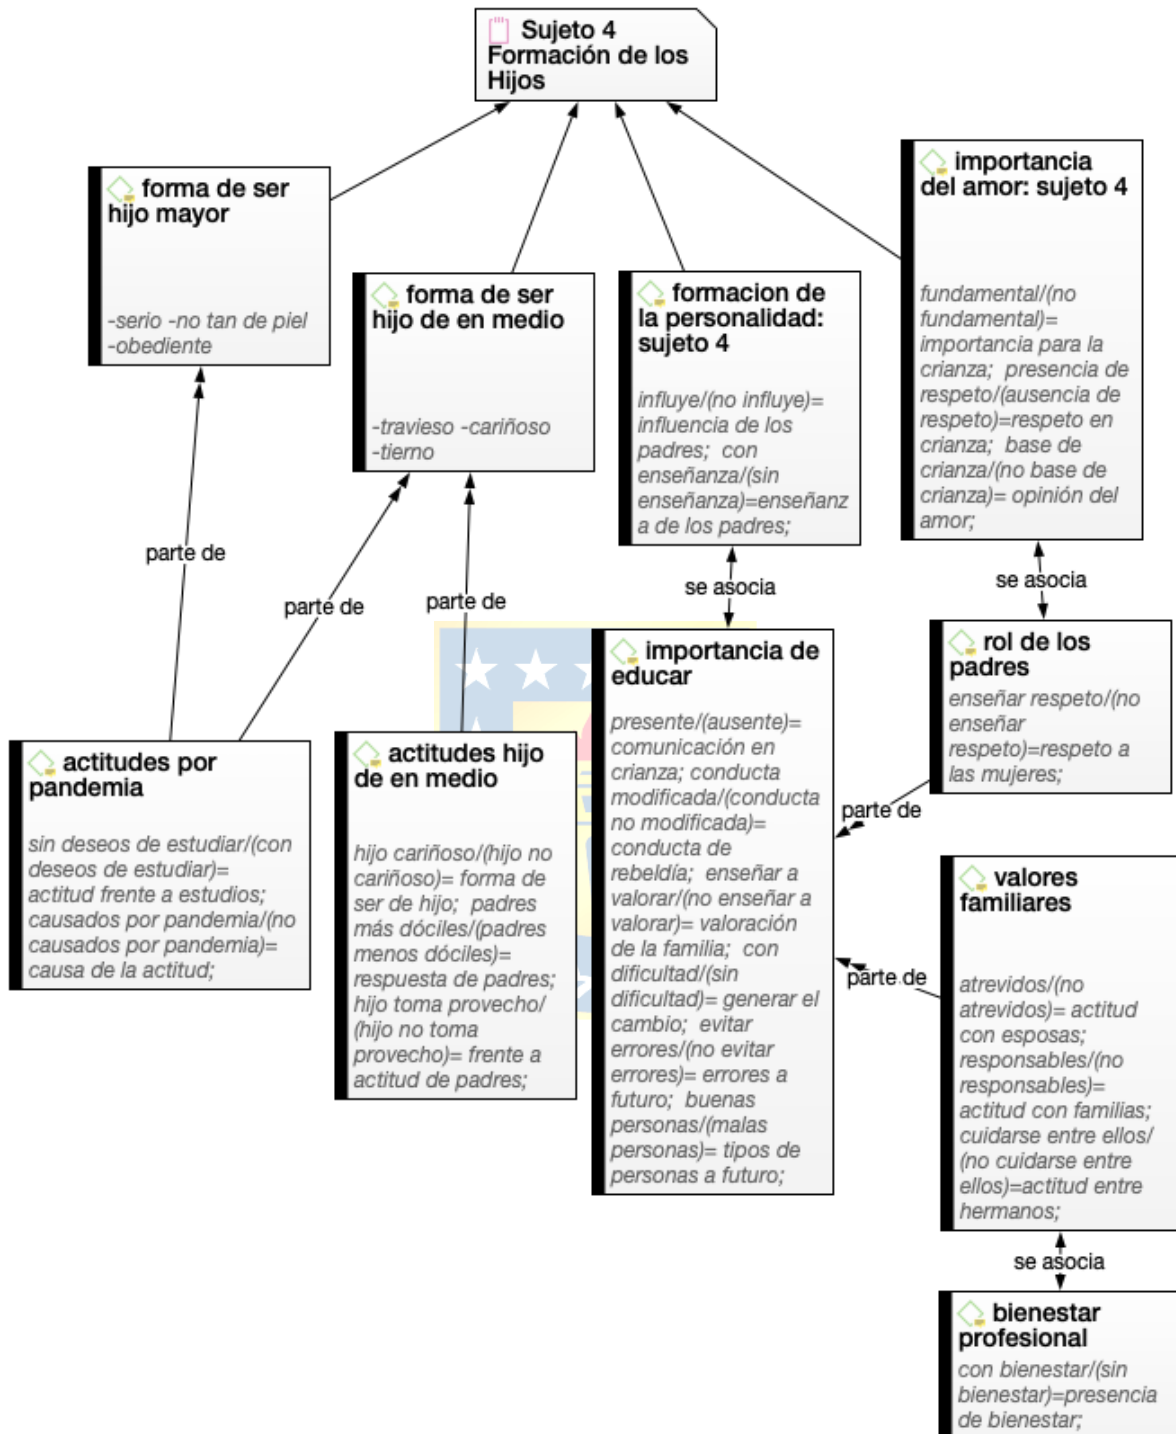 Sujeto 4
Formación de los
Hijos
forma de ser
hijo mayor
-serio -no tan de piel
-obediente
forma de ser
hijo de en medio
-travieso -cariñoso
-tierno
formacion de
la personalidad:
sujeto 4
influye/(no influye)=
influencia de los
padres; con
enseñanza/(sin
enseñanza)=enseñanz
a de los padres;
importancia
del amor: sujeto 4
fundamental/(no
fundamental)=
importancia para la
crianza; presencia de
respeto/(ausencia de
respeto)=respeto en
crianza; base de
crianza/(no base de
crianza)= opinión del
amor;
parte de
parte de
parte de
se asocia
se asocia
actitudes por
pandemia
sin deseos de estudiar/(con
deseos de estudiar)=
actitud frente a estudios;
causados por pandemia/(no
causados por pandemia)=
causa de la actitud;
actitudes hijo
de en medio
hijo cariñoso/(hijo no
cariñoso)= forma de
ser de hijo; padres
más dóciles/(padres
menos dóciles)=
respuesta de padres;
hijo toma provecho/
(hijo no toma
provecho)= frente a
actitud de padres;
importancia de
educar
presente/(ausente)=
comunicación en
crianza; conducta
modificada/(conducta
no modificada)=
conducta de
rebeldía; enseñar a
valorar/(no enseñar a
valorar)= valoración
de la familia; con
dificultad/(sin
dificultad)= generar el
cambio; evitar
errores/(no evitar
errores)= errores a
futuro; buenas
personas/(malas
personas)= tipos de
personas a futuro;
rol de los
padres
enseñar respeto/(no
enseñar
respeto)=respeto a
las mujeres;
parte de
parte de
valores
familiares
atrevidos/(no
atrevidos)= actitud
con esposas;
responsables/(no
responsables)=
actitud con familias;
cuidarse entre ellos/
(no cuidarse entre
ellos)=actitud entre
hermanos;
se asocia
bienestar
profesional
con bienestar/(sin
bienestar)=presencia
de bienestar;